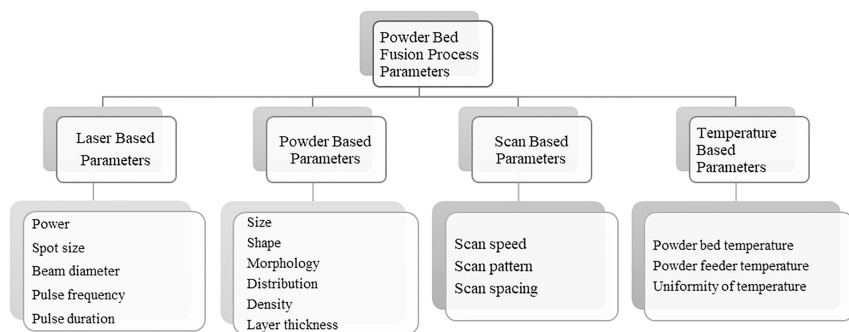 Powder Bed
Fusion Process
Parameters
Laser Based
Parameters
Powder Based
Parameters
Scan Based
Parameters
Temperature
Based
Parameters
Power
Spot size
Beam diameter
Pulse frequency
Pulse duration
Size
Shape
Morphology
Distribution
Density
Layer thickness
Scan speed
Scan pattern
Scan spacing
Powder bed temperature
Powder feeder temperature
Uniformity of temperature